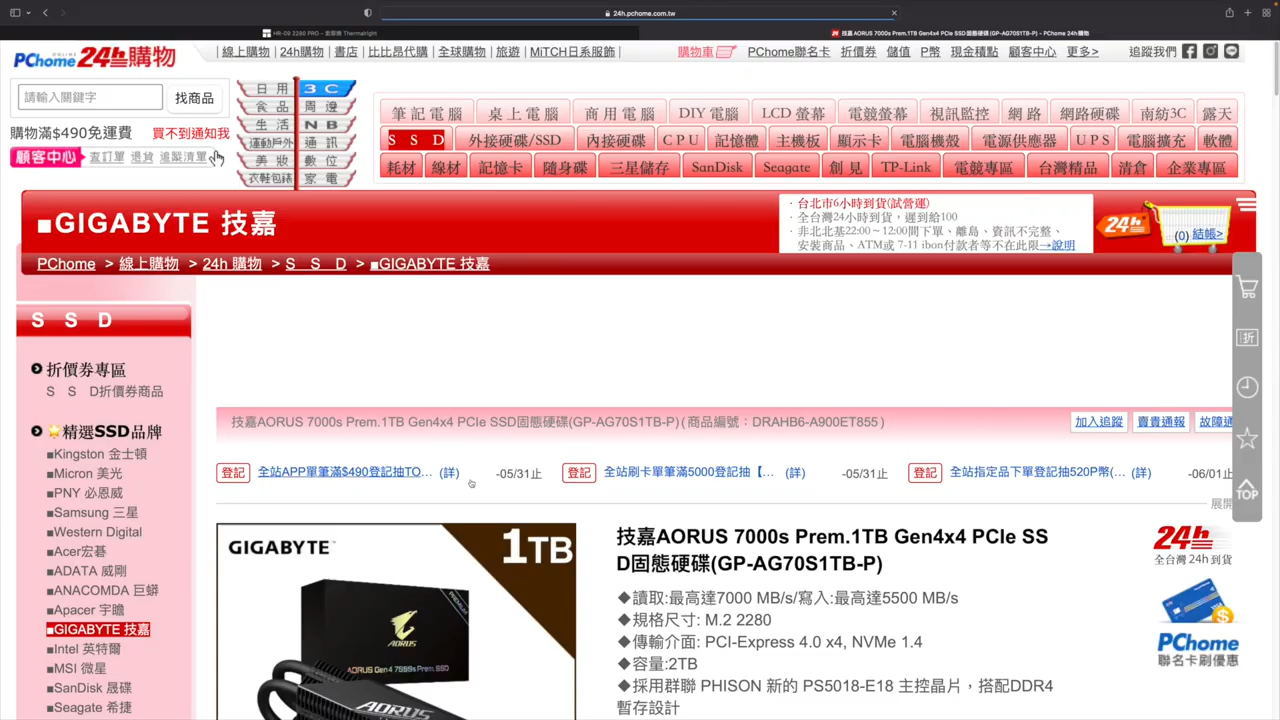 24h.pchome.com.tw
HR-09 2280 PRO - 索摩樂 Thermalright
技嘉AORUS 7000s Prem.1TB Gen4x4 PCIe SSD固態硬碟(GP-AG70S1TB-P) - PChome 24h購物
PChome 24h購物
ONLINE
線上購物 | 24h購物 | 書店 | 比比昂代購 | 全球購物 | 旅遊 | MiTCH日系服飾 |
購物車 PChome聯名卡 折價券 儲值 P幣 現金積點 顧客中心 更多> 追蹤我們
請輸入關鍵字 找商品
購物滿$490免運費 買不到通知我
顧客中心 查訂單 退貨 追蹤清單
日用 3C
食品 周邊
生活 NB
運動戶外 通訊
美妝 數位
衣鞋包錶 家電
筆記電腦 桌上電腦 商用電腦 DIY電腦 LCD螢幕 電競螢幕 視訊監控 網路 網路硬碟 南紡3C 露天
SSD 外接硬碟/SSD 內接硬碟 CPU 記憶體 主機板 顯示卡 電腦機殼 電源供應器 UPS 電腦擴充 軟體
耗材 線材 記憶卡 隨身碟 三星儲存 SanDisk Seagate 創見 TP-Link 電競專區 台灣精品 清倉 企業專區
■GIGABYTE 技嘉
· 台北市6小時到貨(試營運)
· 全台灣24小時到貨，遲到給100
· 非北北基22:00～12:00間下單、離島、資訊不完整、
安裝商品、ATM或 7-11 ibon付款者等不在此限→說明
24h (0) 結帳>
PChome > 線上購物 > 24h 購物 > S S D > ■GIGABYTE 技嘉
折
TOP
S S D
折價券專區
S S D折價券商品
精選SSD品牌
■Kingston 金士頓
■Micron 美光
■PNY 必恩威
■Samsung 三星
■Western Digital
■Acer宏碁
■ADATA 威剛
■ANACOMDA 巨蟒
■Apacer 宇瞻
■GIGABYTE 技嘉
■Intel 英特爾
■MSI 微星
■SanDisk 晟碟
■Seagate 希捷
技嘉AORUS 7000s Prem.1TB Gen4x4 PCIe SSD固態硬碟(GP-AG70S1TB-P)(商品編號：DRAHB6-A900ET855)
加入追蹤 賣貴通報 故障通
登記 全站APP單筆滿$490登記抽TO... (詳) -05/31止 登記 全站刷卡單筆滿5000登記抽【... (詳) -05/31止 登記 全站指定品下單登記抽520P幣(... (詳) -06/01止
展開
GIGABYTE™ 1TB
PREMIUM
AORUS
AORUS Gen4 7000s Prem. SSD
AORUS
技嘉AORUS 7000s Prem.1TB Gen4x4 PCIe SS
D固態硬碟(GP-AG70S1TB-P)
◆讀取:最高達7000 MB/s/寫入:最高達5500 MB/s
◆規格尺寸: M.2 2280
◆傳輸介面: PCI-Express 4.0 x4, NVMe 1.4
◆容量:2TB
◆採用群聯 PHISON 新的 PS5018-E18 主控晶片，搭配DDR4
暫存設計
24h
全台灣24h到貨
PChome
聯名卡刷優惠